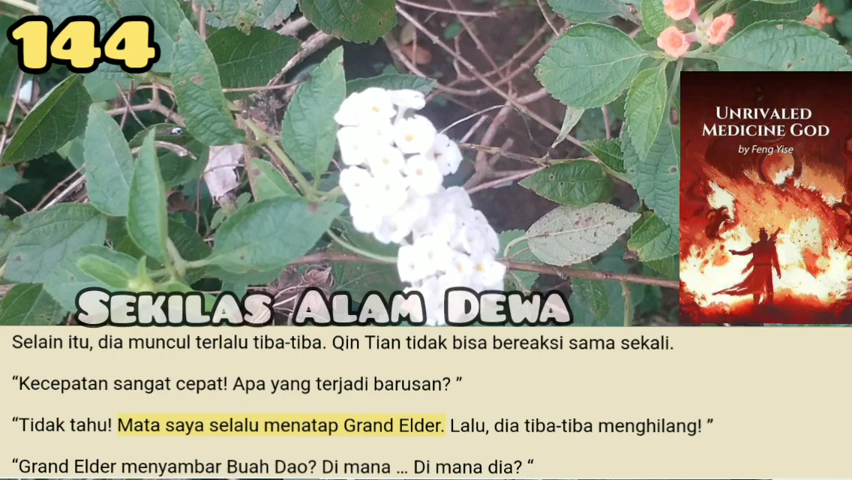 144
UNRIVALED
MEDICINE GOD
by Feng Yise
SEKILAS ALAM DEWA
Selain itu, dia muncul terlalu tiba-tiba. Qin Tian tidak bisa bereaksi sama sekali.
“Kecepatan sangat cepat! Apa yang terjadi barusan? ”
“Tidak tahu! Mata saya selalu menatap Grand Elder. Lalu, dia tiba-tiba menghilang! ”
“Grand Elder menyambar Buah Dao? Di mana … Di mana dia? “